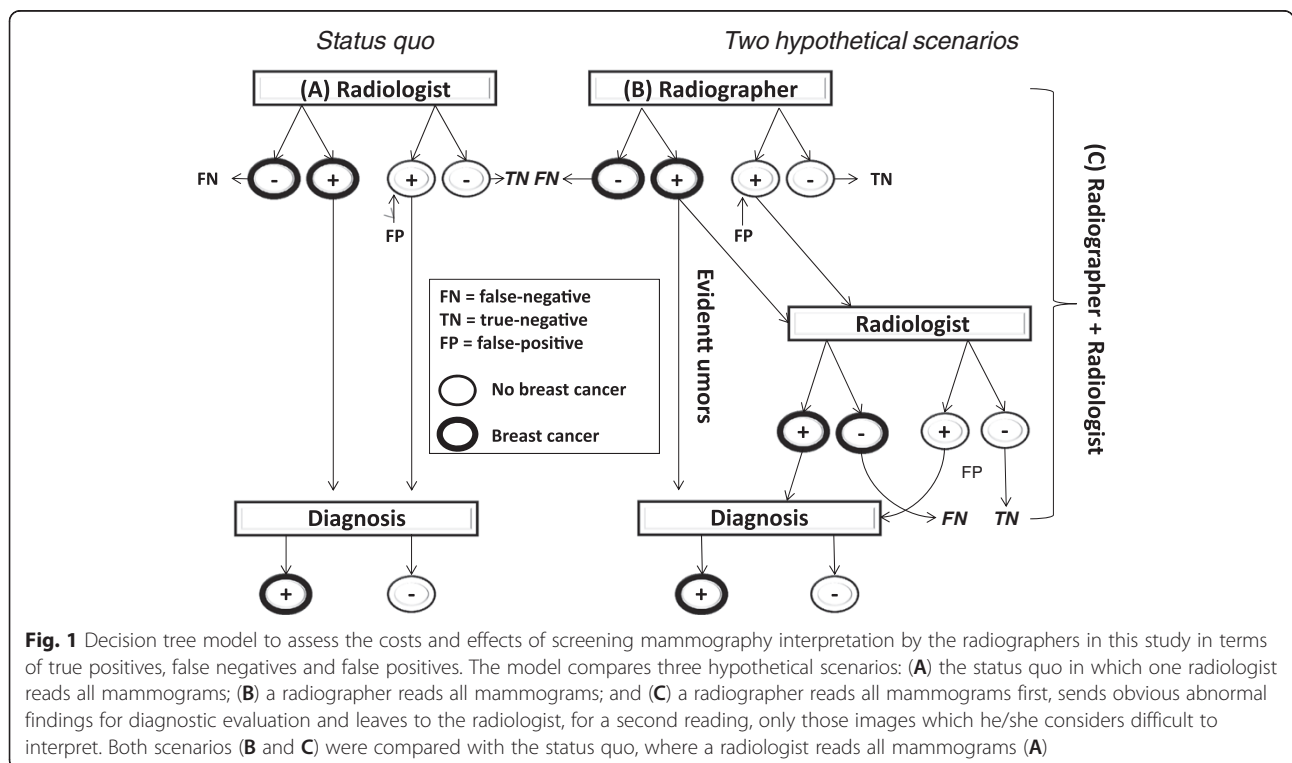 Status quo
Two hypothetical scenarios
(A) Radiologist
(B) Radiographer
FN
-
+
+
-
TN FN
-
+
+
-
TN
FP
FP
FN = false-negative
TN = true-negative
FP = false-positive
No breast cancer
Breast cancer
Evidentt umors
Radiologist
(C) Radiographer + Radiologist
+
-
+
-
FP
Diagnosis
Diagnosis
FN
TN
+
-
+
-
Fig. 1 Decision tree model to assess the costs and effects of screening mammography interpretation by the radiographers in this study in terms
of true positives, false negatives and false positives. The model compares three hypothetical scenarios: (A) the status quo in which one radiologist
reads all mammograms; (B) a radiographer reads all mammograms; and (C) a radiographer reads all mammograms first, sends obvious abnormal
findings for diagnostic evaluation and leaves to the radiologist, for a second reading, only those images which he/she considers difficult to
interpret. Both scenarios (B and C) were compared with the status quo, where a radiologist reads all mammograms (A)